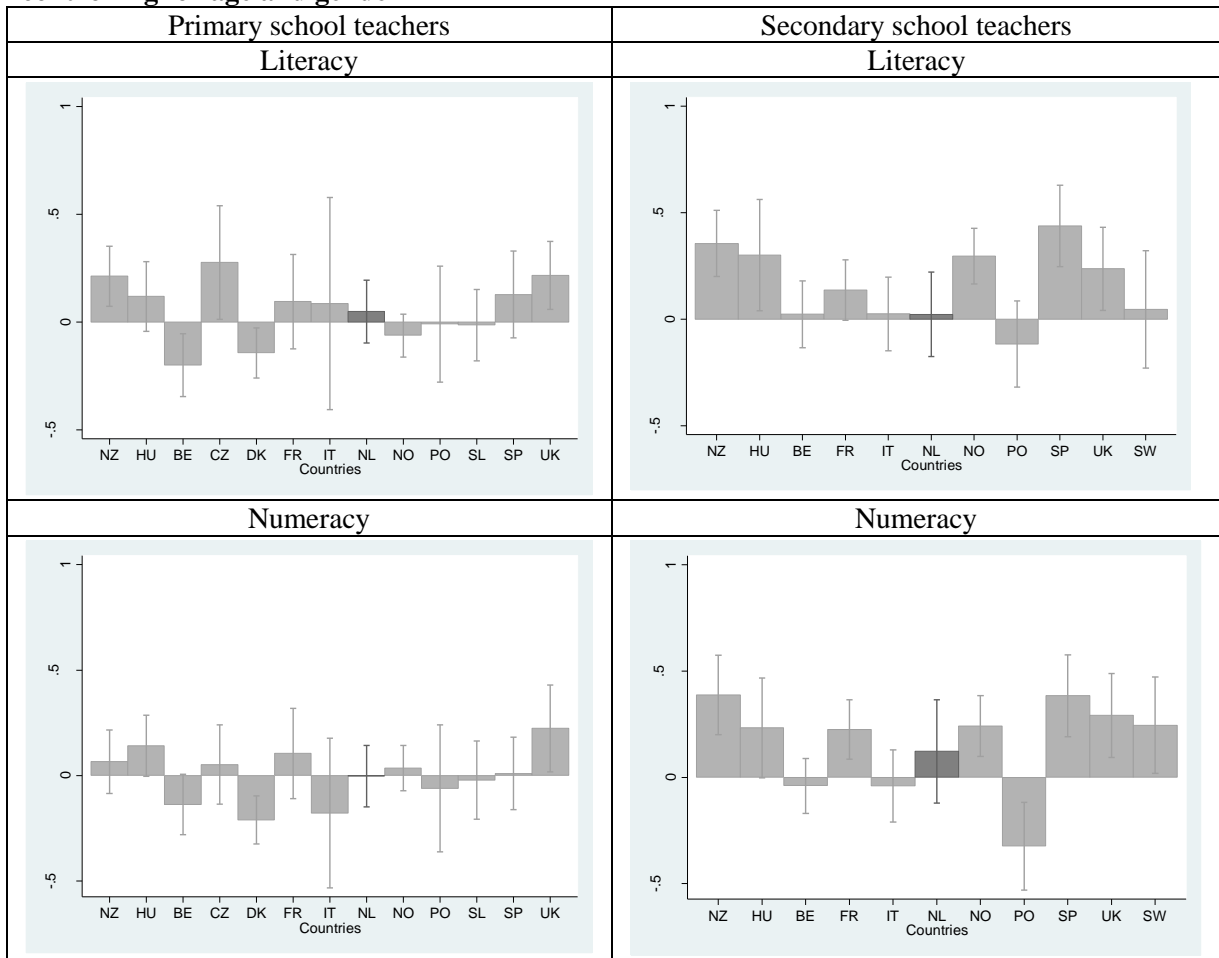 Primary school teachers Secondary school teachers
Literacy Literacy
1
.5
0
-.5
NZ HU BE CZ DK FR IT NL NO PO SL SP UK
Countries
1
.5
0
-.5
NZ HU BE FR IT NL NO PO SP UK SW
Countries
Numeracy Numeracy
1
.5
0
-.5
NZ HU BE CZ DK FR IT NL NO PO SL SP UK
Countries
1
.5
0
-.5
NZ HU BE FR IT NL NO PO SP UK SW
Countries